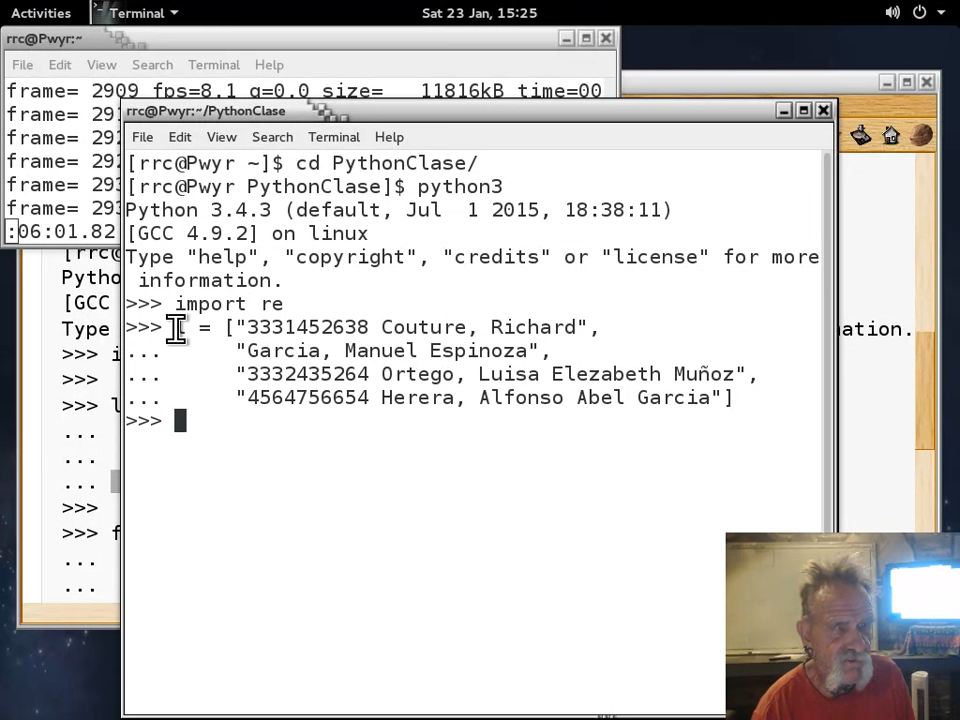 Activities Terminal Sat 23 Jan, 15:25
rrc@Pwyr:~
File Edit View Search Terminal Help
frame= 2909 fps=8.1 q=0.0 size= 11816kB time=00
frame= 291
frame= 292
frame= 292
frame= 293
frame= 293
:06:01.82
rrc@Pwyr:~/PythonClase
File Edit View Search Terminal Help
[rrc@Pwyr ~]$ cd PythonClase/
[rrc@Pwyr PythonClase]$ python3
Python 3.4.3 (default, Jul 1 2015, 18:38:11)
[GCC 4.9.2] on linux
Type "help", "copyright", "credits" or "license" for more
information.
>>> import re
>>> l = ["3331452638 Couture, Richard",
... "Garcia, Manuel Espinoza",
... "3332435264 Ortego, Luisa Elezabeth Muñoz",
... "4564756654 Herera, Alfonso Abel Garcia"]
>>>
[rrc@
Pytho
[GCC
Type mation.
>>> i
>>>
>>> l
...
...
...
>>>
>>> f
...
...